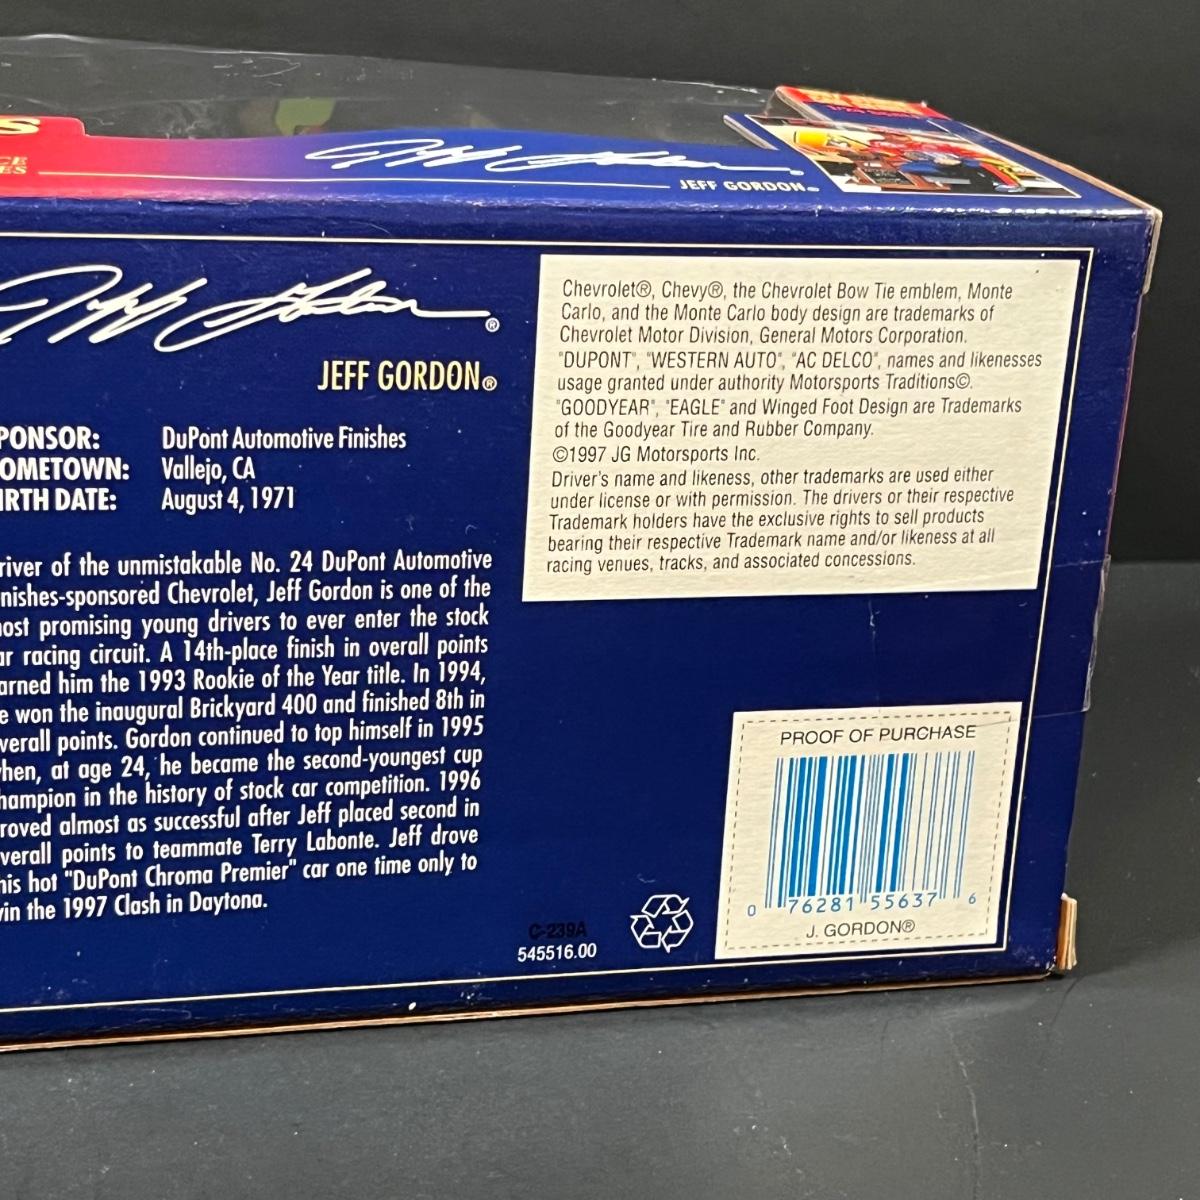 S
CE
ES
JEFF GORDON®
JEFF GORDON®
PONSOR: DuPont Automotive Finishes
OMETOWN: Vallejo, CA
IRTH DATE: August 4, 1971
river of the unmistakable No. 24 DuPont Automotive
nishes-sponsored Chevrolet, Jeff Gordon is one of the
ost promising young drivers to ever enter the stock
ar racing circuit. A 14th-place finish in overall points
arned him the 1993 Rookie of the Year title. In 1994,
e won the inaugural Brickyard 400 and finished 8th in
verall points. Gordon continued to top himself in 1995
hen, at age 24, he became the second-youngest cup
hampion in the history of stock car competition. 1996
roved almost as successful after Jeff placed second in
verall points to teammate Terry Labonte. Jeff drove
his hot "DuPont Chroma Premier" car one time only to
in the 1997 Clash in Daytona.
Chevrolet®, Chevy®, the Chevrolet Bow Tie emblem, Monte
Carlo, and the Monte Carlo body design are trademarks of
Chevrolet Motor Division, General Motors Corporation.
"DUPONT", "WESTERN AUTO", "AC DELCO", names and likenesses
usage granted under authority Motorsports Traditions©.
"GOODYEAR", "EAGLE" and Winged Foot Design are Trademarks
of the Goodyear Tire and Rubber Company.
©1997 JG Motorsports Inc.
Driver's name and likeness, other trademarks are used either
under license or with permission. The drivers or their respective
Trademark holders have the exclusive rights to sell products
bearing their respective Trademark name and/or likeness at all
racing venues, tracks, and associated concessions.
C-239A
545516.00
PROOF OF PURCHASE
0 76281 55637 6
J. GORDON®